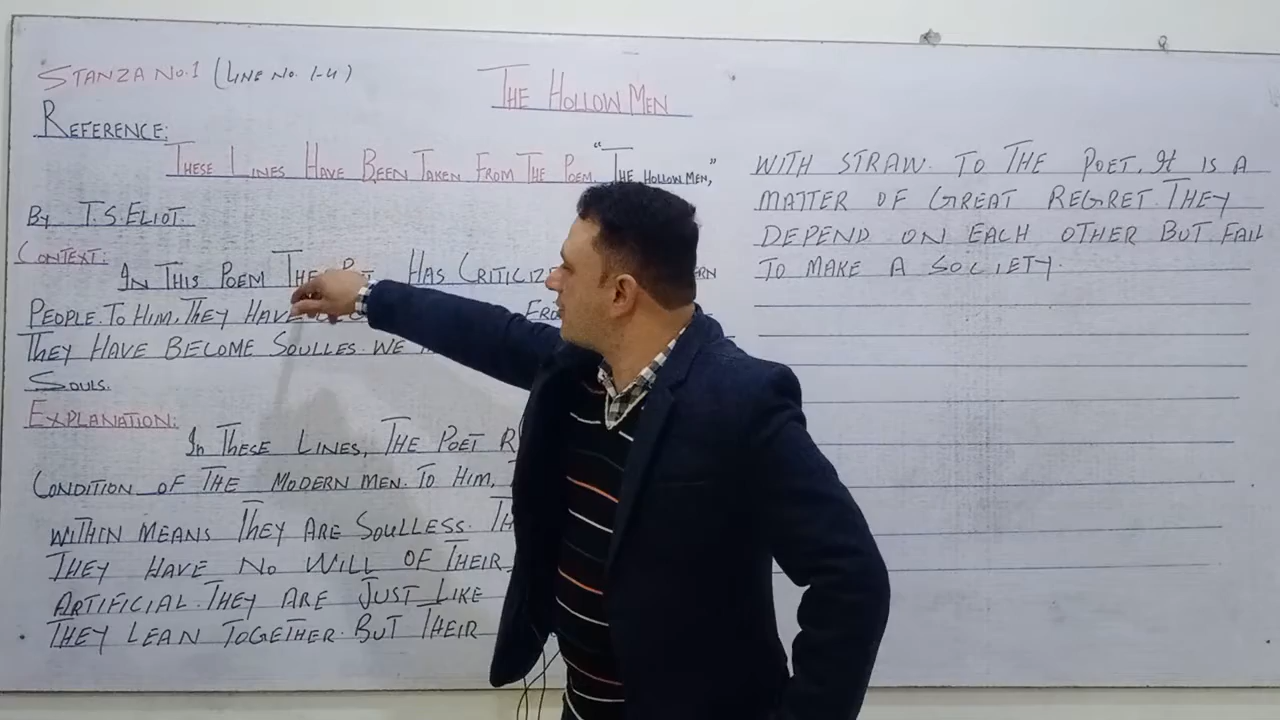 STANZA NO.1 (LINE NO. 1-4)
THE HOLLOW MEN
REFERENCE:
THESE LINES HAVE BEEN TAKEN FROM THE POEM. "THE HOLLOW MEN,"
BY T.S. ELIOT.
CONTEXT:
IN THIS POEM THE HAS
PEOPLE. TO HIM, THEY HAVE
THEY HAVE BECOME SOULLES. WE
SOULS.
EXPLANATION:
IN THESE LINES, THE POET
CONDITION OF THE MODERN MEN. TO HIM,
WITHIN MEANS THEY ARE SOULLESS.
THEY HAVE NO WILL OF THEIR
ARTIFICIAL. THEY ARE JUST LIKE
THEY LEAN TOGETHER. BUT THEIR
WITH STRAW. TO THE POET, It IS A
MATTER OF GREAT REGRET. THEY
DEPEND ON EACH OTHER BUT FAIL
TO MAKE A SOCIETY.